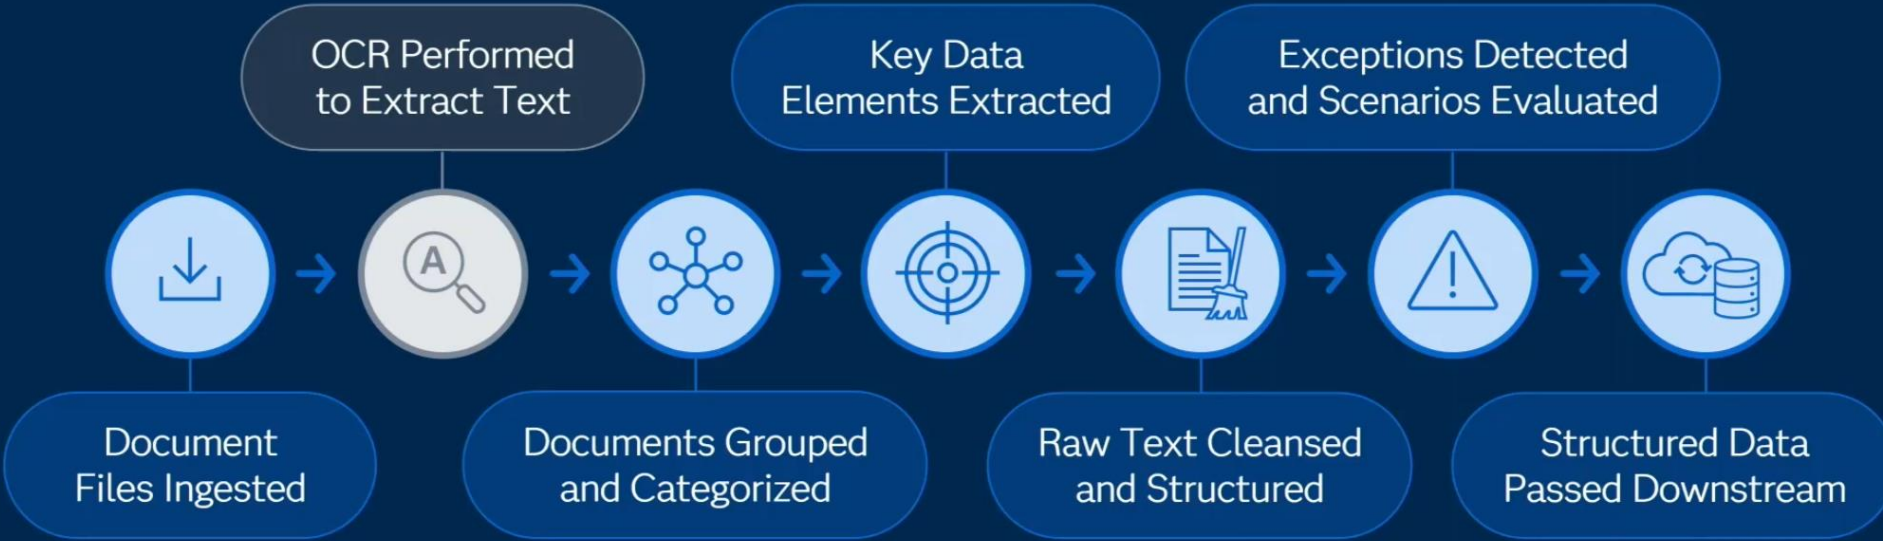 OCR Performed
to Extract Text
Key Data
Elements Extracted
Exceptions Detected
and Scenarios Evaluated
A
Document
Files Ingested
Documents Grouped
and Categorized
Raw Text Cleansed
and Structured
Structured Data
Passed Downstream